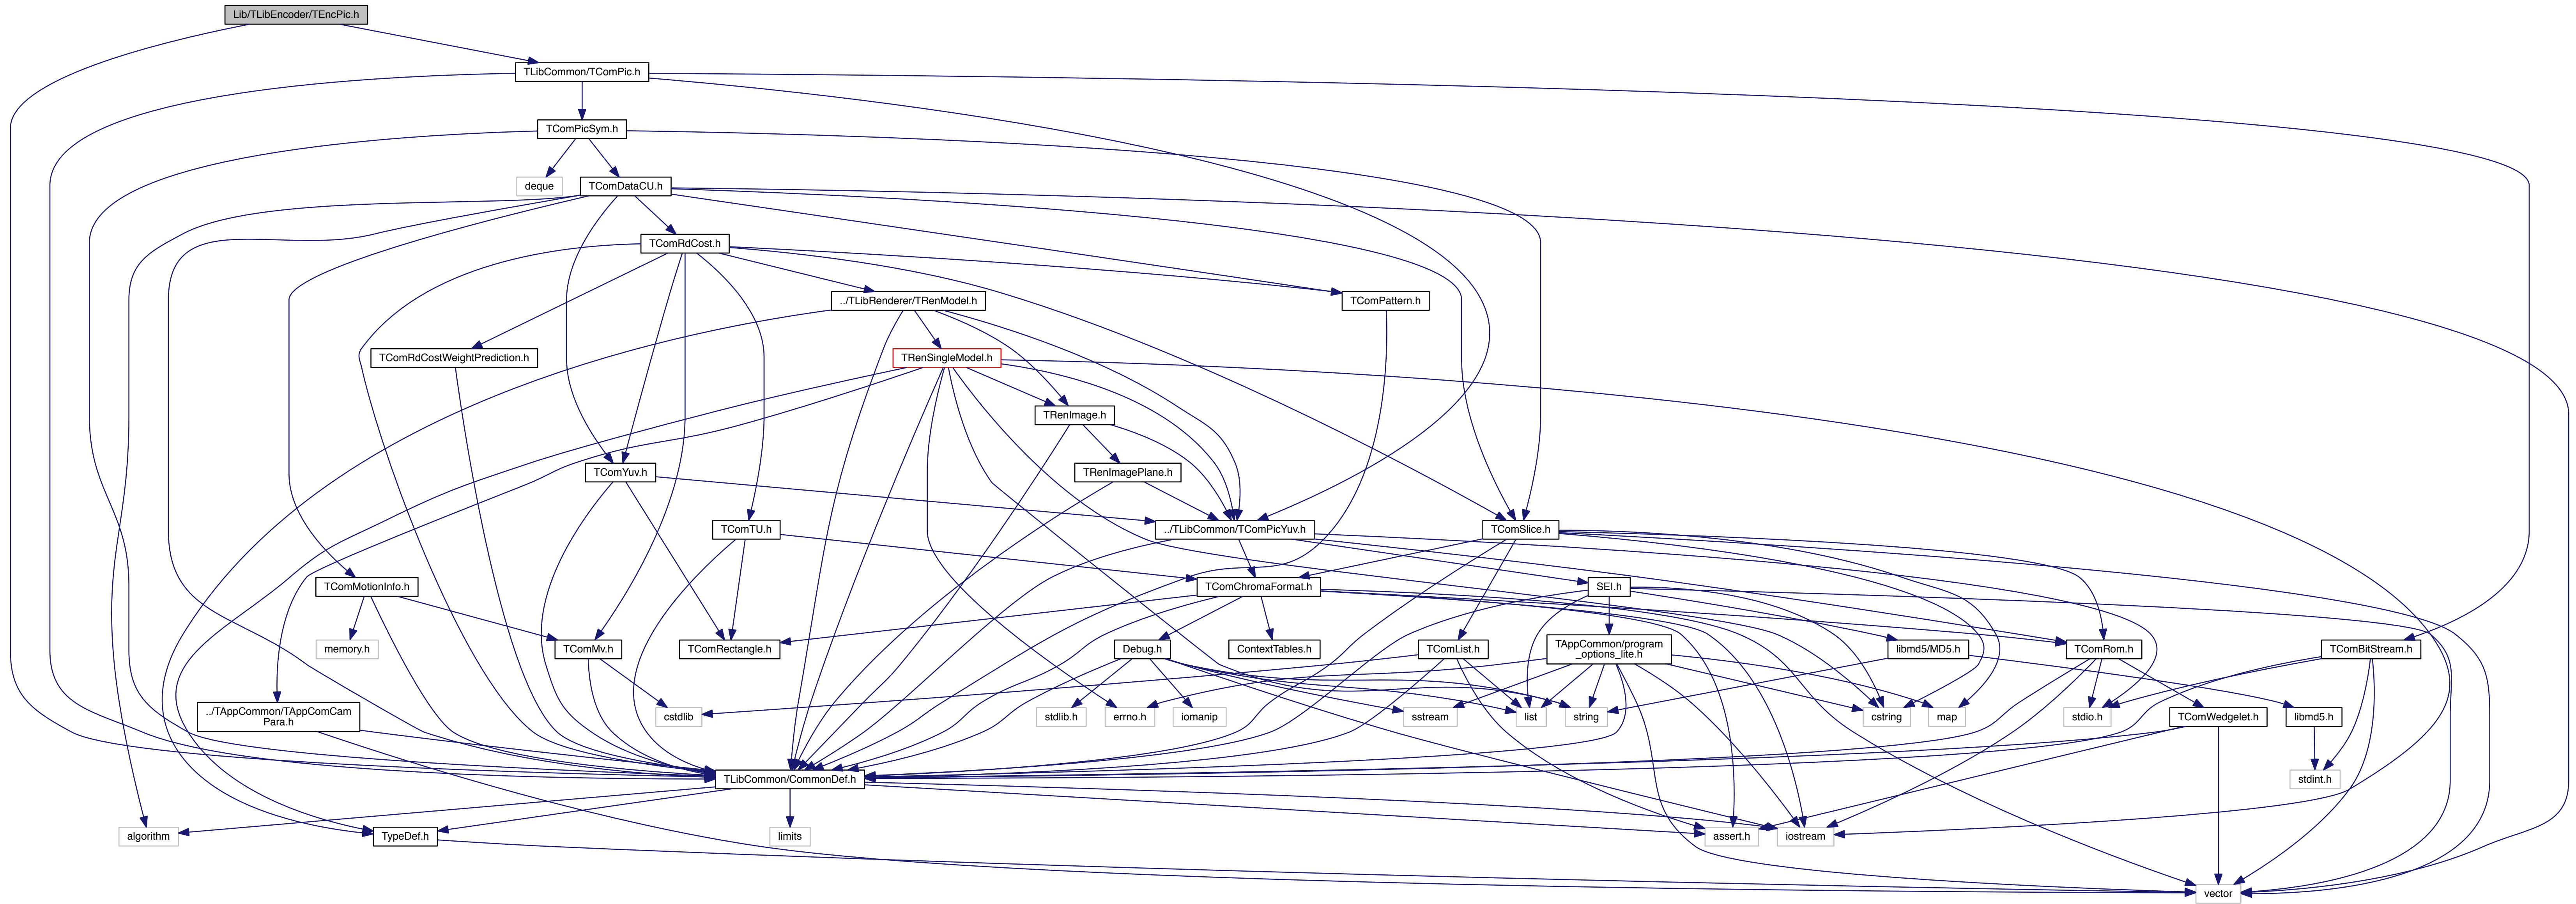 Lib/TLibEncoder/TEncPic.h
TLibCommon/TComPic.h
TComPicSym.h
deque
TComDataCU.h
TComRdCost.h
../TLibRenderer/TRenModel.h
TComPattern.h
TComRdCostWeightPrediction.h
TRenSingleModel.h
TRenImage.h
TComYuv.h
TRenImagePlane.h
TComTU.h
../TLibCommon/TComPicYuv.h
TComSlice.h
TComMotionInfo.h
TComChromaFormat.h
SEI.h
memory.h
TComMv.h
TComRectangle.h
Debug.h
ContextTables.h
TComList.h
TAppCommon/program
_options_lite.h
libmd5/MD5.h
TComRom.h
TComBitStream.h
../TAppCommon/TAppComCam
Para.h
cstdlib
stdlib.h
errno.h
iomanip
sstream
list
string
cstring
map
stdio.h
TComWedgelet.h
libmd5.h
TLibCommon/CommonDef.h
stdint.h
algorithm
TypeDef.h
limits
assert.h
iostream
vector